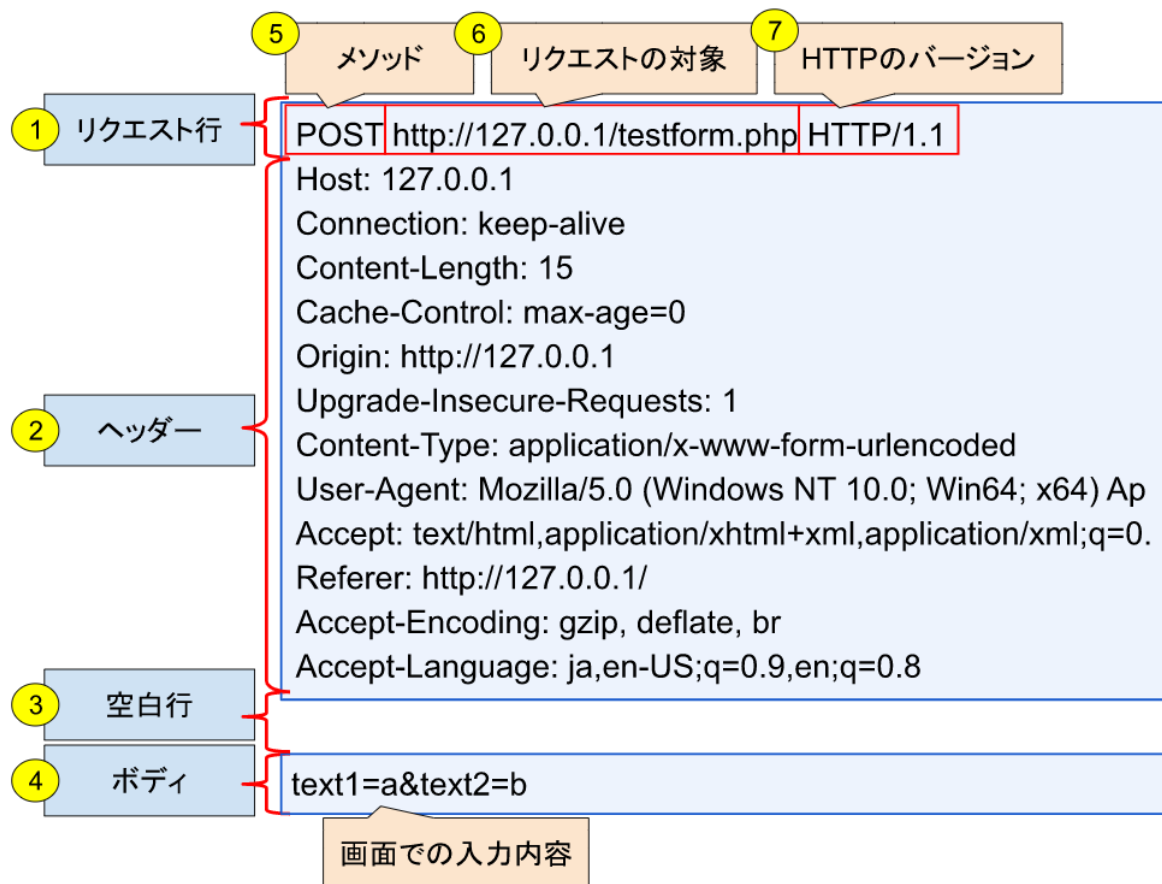 5 メソッド 6 リクエストの対象 7 HTTPのバージョン
1 リクエスト行
POST http://127.0.0.1/testform.php HTTP/1.1
Host: 127.0.0.1
Connection: keep-alive
Content-Length: 15
Cache-Control: max-age=0
Origin: http://127.0.0.1
Upgrade-Insecure-Requests: 1
2 ヘッダー
Content-Type: application/x-www-form-urlencoded
User-Agent: Mozilla/5.0 (Windows NT 10.0; Win64; x64) Ap
Accept: text/html,application/xhtml+xml,application/xml;q=0.
Referer: http://127.0.0.1/
Accept-Encoding: gzip, deflate, br
Accept-Language: ja,en-US;q=0.9,en;q=0.8
3 空白行
4 ボディ
text1=a&text2=b
画面での入力内容